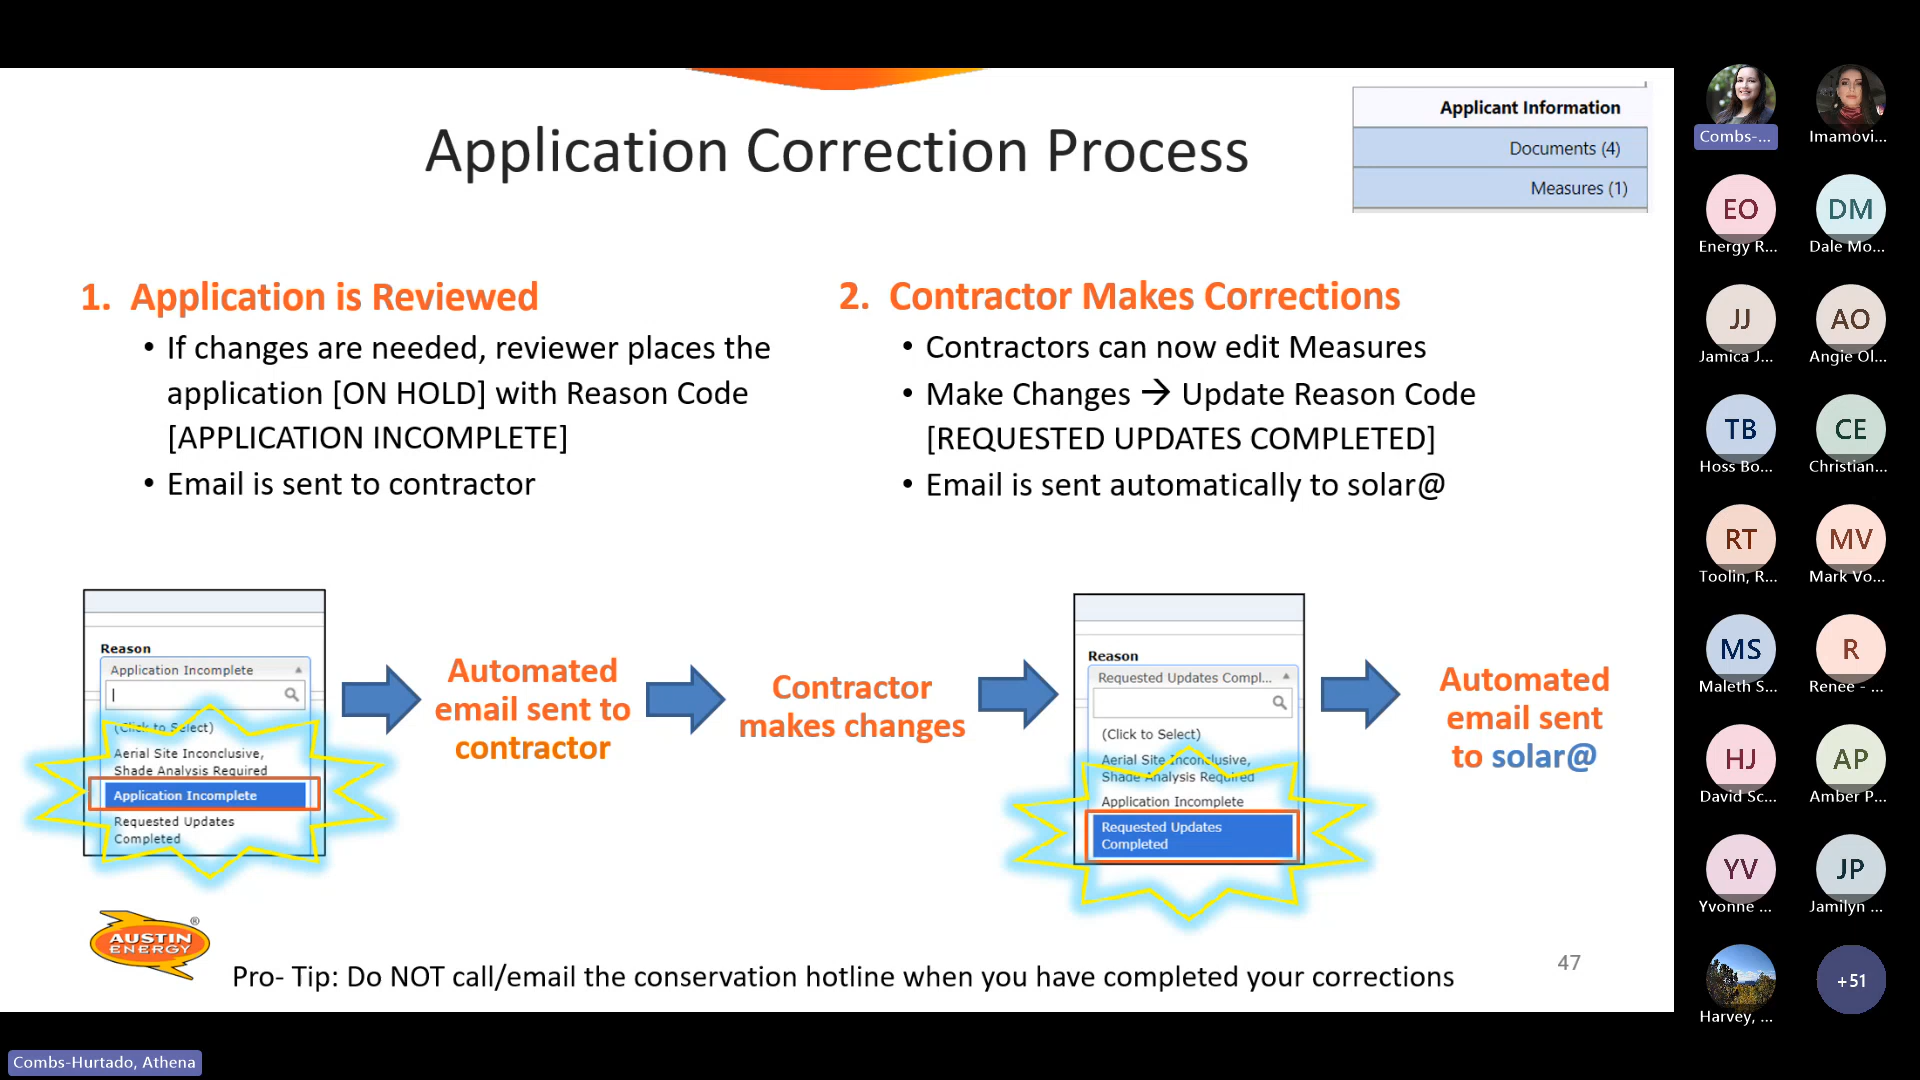 Application Correction Process
Applicant Information
Documents (4)
Measures (1)
1. Application is Reviewed
• If changes are needed, reviewer places the
application [ON HOLD] with Reason Code
[APPLICATION INCOMPLETE]
• Email is sent to contractor
2. Contractor Makes Corrections
• Contractors can now edit Measures
• Make Changes → Update Reason Code
[REQUESTED UPDATES COMPLETED]
• Email is sent automatically to solar@
Reason
Application Incomplete
(Click to Select)
Aerial Site Inconclusive,
Shade Analysis Required
Application Incomplete
Requested Updates
Completed
Automated
email sent to
contractor
Contractor
makes changes
Reason
Requested Updates Compl...
(Click to Select)
Aerial Site Inconclusive,
Shade Analysis Required
Application Incomplete
Requested Updates
Completed
Automated
email sent
to solar@
AUSTIN
ENERGY
®
Pro- Tip: Do NOT call/email the conservation hotline when you have completed your corrections
47
Combs-...
Imamovi...
EO
Energy R...
DM
Dale Mo...
JJ
Jamica J...
AO
Angie Ol...
TB
Hoss Bo...
CE
Christian...
RT
Toolin, R...
MV
Mark Vo...
MS
Maleth S...
R
Renee - ...
HJ
David Sc...
AP
Amber P...
YV
Yvonne ...
JP
Jamilyn ...
Harvey, ...
+51
Combs-Hurtado, Athena